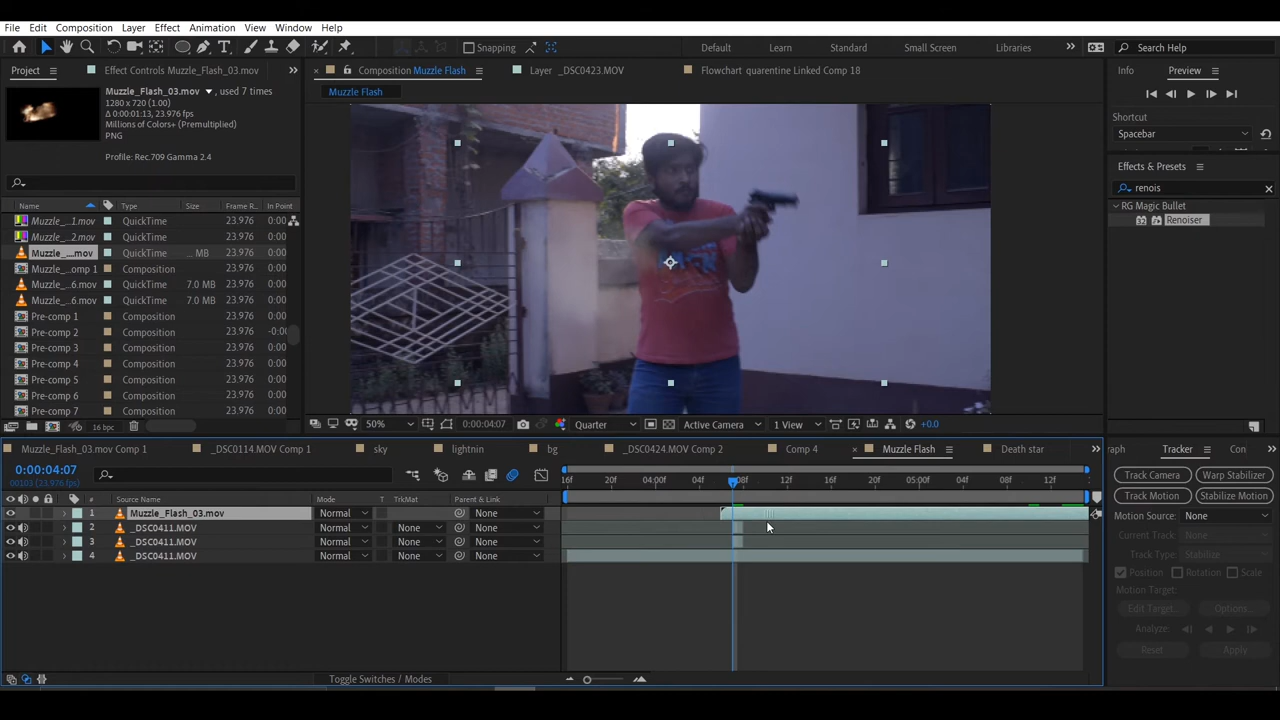 File Edit Composition Layer Effect Animation View Window Help
Snapping
Default Learn Standard Small Screen Libraries Search Help
Project Effect Controls Muzzle_Flash_03.mov
Composition Muzzle Flash Layer _DSC0423.MOV Flowchart quarentine Linked Comp 18
Info Preview
Muzzle_Flash_03.mov , used 7 times
1280 x 720 (1.00)
Δ 0:00:01:13, 23.976 fps
Millions of Colors+ (Premultiplied)
PNG
Profile: Rec.709 Gamma 2.4
Muzzle Flash
Shortcut
Spacebar
Effects & Presets
renois
RG Magic Bullet
Renoiser
Name Type Size Frame R... In Point
Muzzle_...1.mov QuickTime 23.976 0:00
Muzzle_...2.mov QuickTime 23.976 0:00
Muzzle_....mov QuickTime ... MB 23.976 0:00
Muzzle_...omp 1 Composition 23.976 0:00
Muzzle_...6.mov QuickTime 7.0 MB 23.976 0:00
Muzzle_...6.mov QuickTime 7.0 MB 23.976 0:00
Pre-comp 1 Composition 23.976 0:00
Pre-comp 2 Composition 23.976 -0:00
Pre-comp 3 Composition 23.976 0:00
Pre-comp 4 Composition 23.976 0:00
Pre-comp 5 Composition 23.976 0:00
Pre-comp 6 Composition 23.976 0:00
Pre-comp 7 Composition 23.976 0:00
16 bpc
50% 0:00:04:07 Quarter Active Camera 1 View +0.0
Muzzle_Flash_03.mov Comp 1 _DSC0114.MOV Comp 1 sky lightnin bg _DSC0424.MOV Comp 2 Comp 4 Muzzle Flash Death star
0:00:04:07
00103 (23.976 fps)
16f 20f 04:00f 04f 08f 12f 16f 20f 05:00f 04f 08f 12f
# Source Name Mode T TrkMat Parent & Link
1 Muzzle_Flash_03.mov Normal None
2 _DSC0411.MOV Normal None None
3 _DSC0411.MOV Normal None None
4 _DSC0411.MOV Normal None None
Toggle Switches / Modes
raph Tracker Con
Track Camera Warp Stabilizer
Track Motion Stabilize Motion
Motion Source: None
Current Track: None
Track Type: Stabilize
Position Rotation Scale
Motion Target:
Edit Target... Options...
Analyze:
Reset Apply